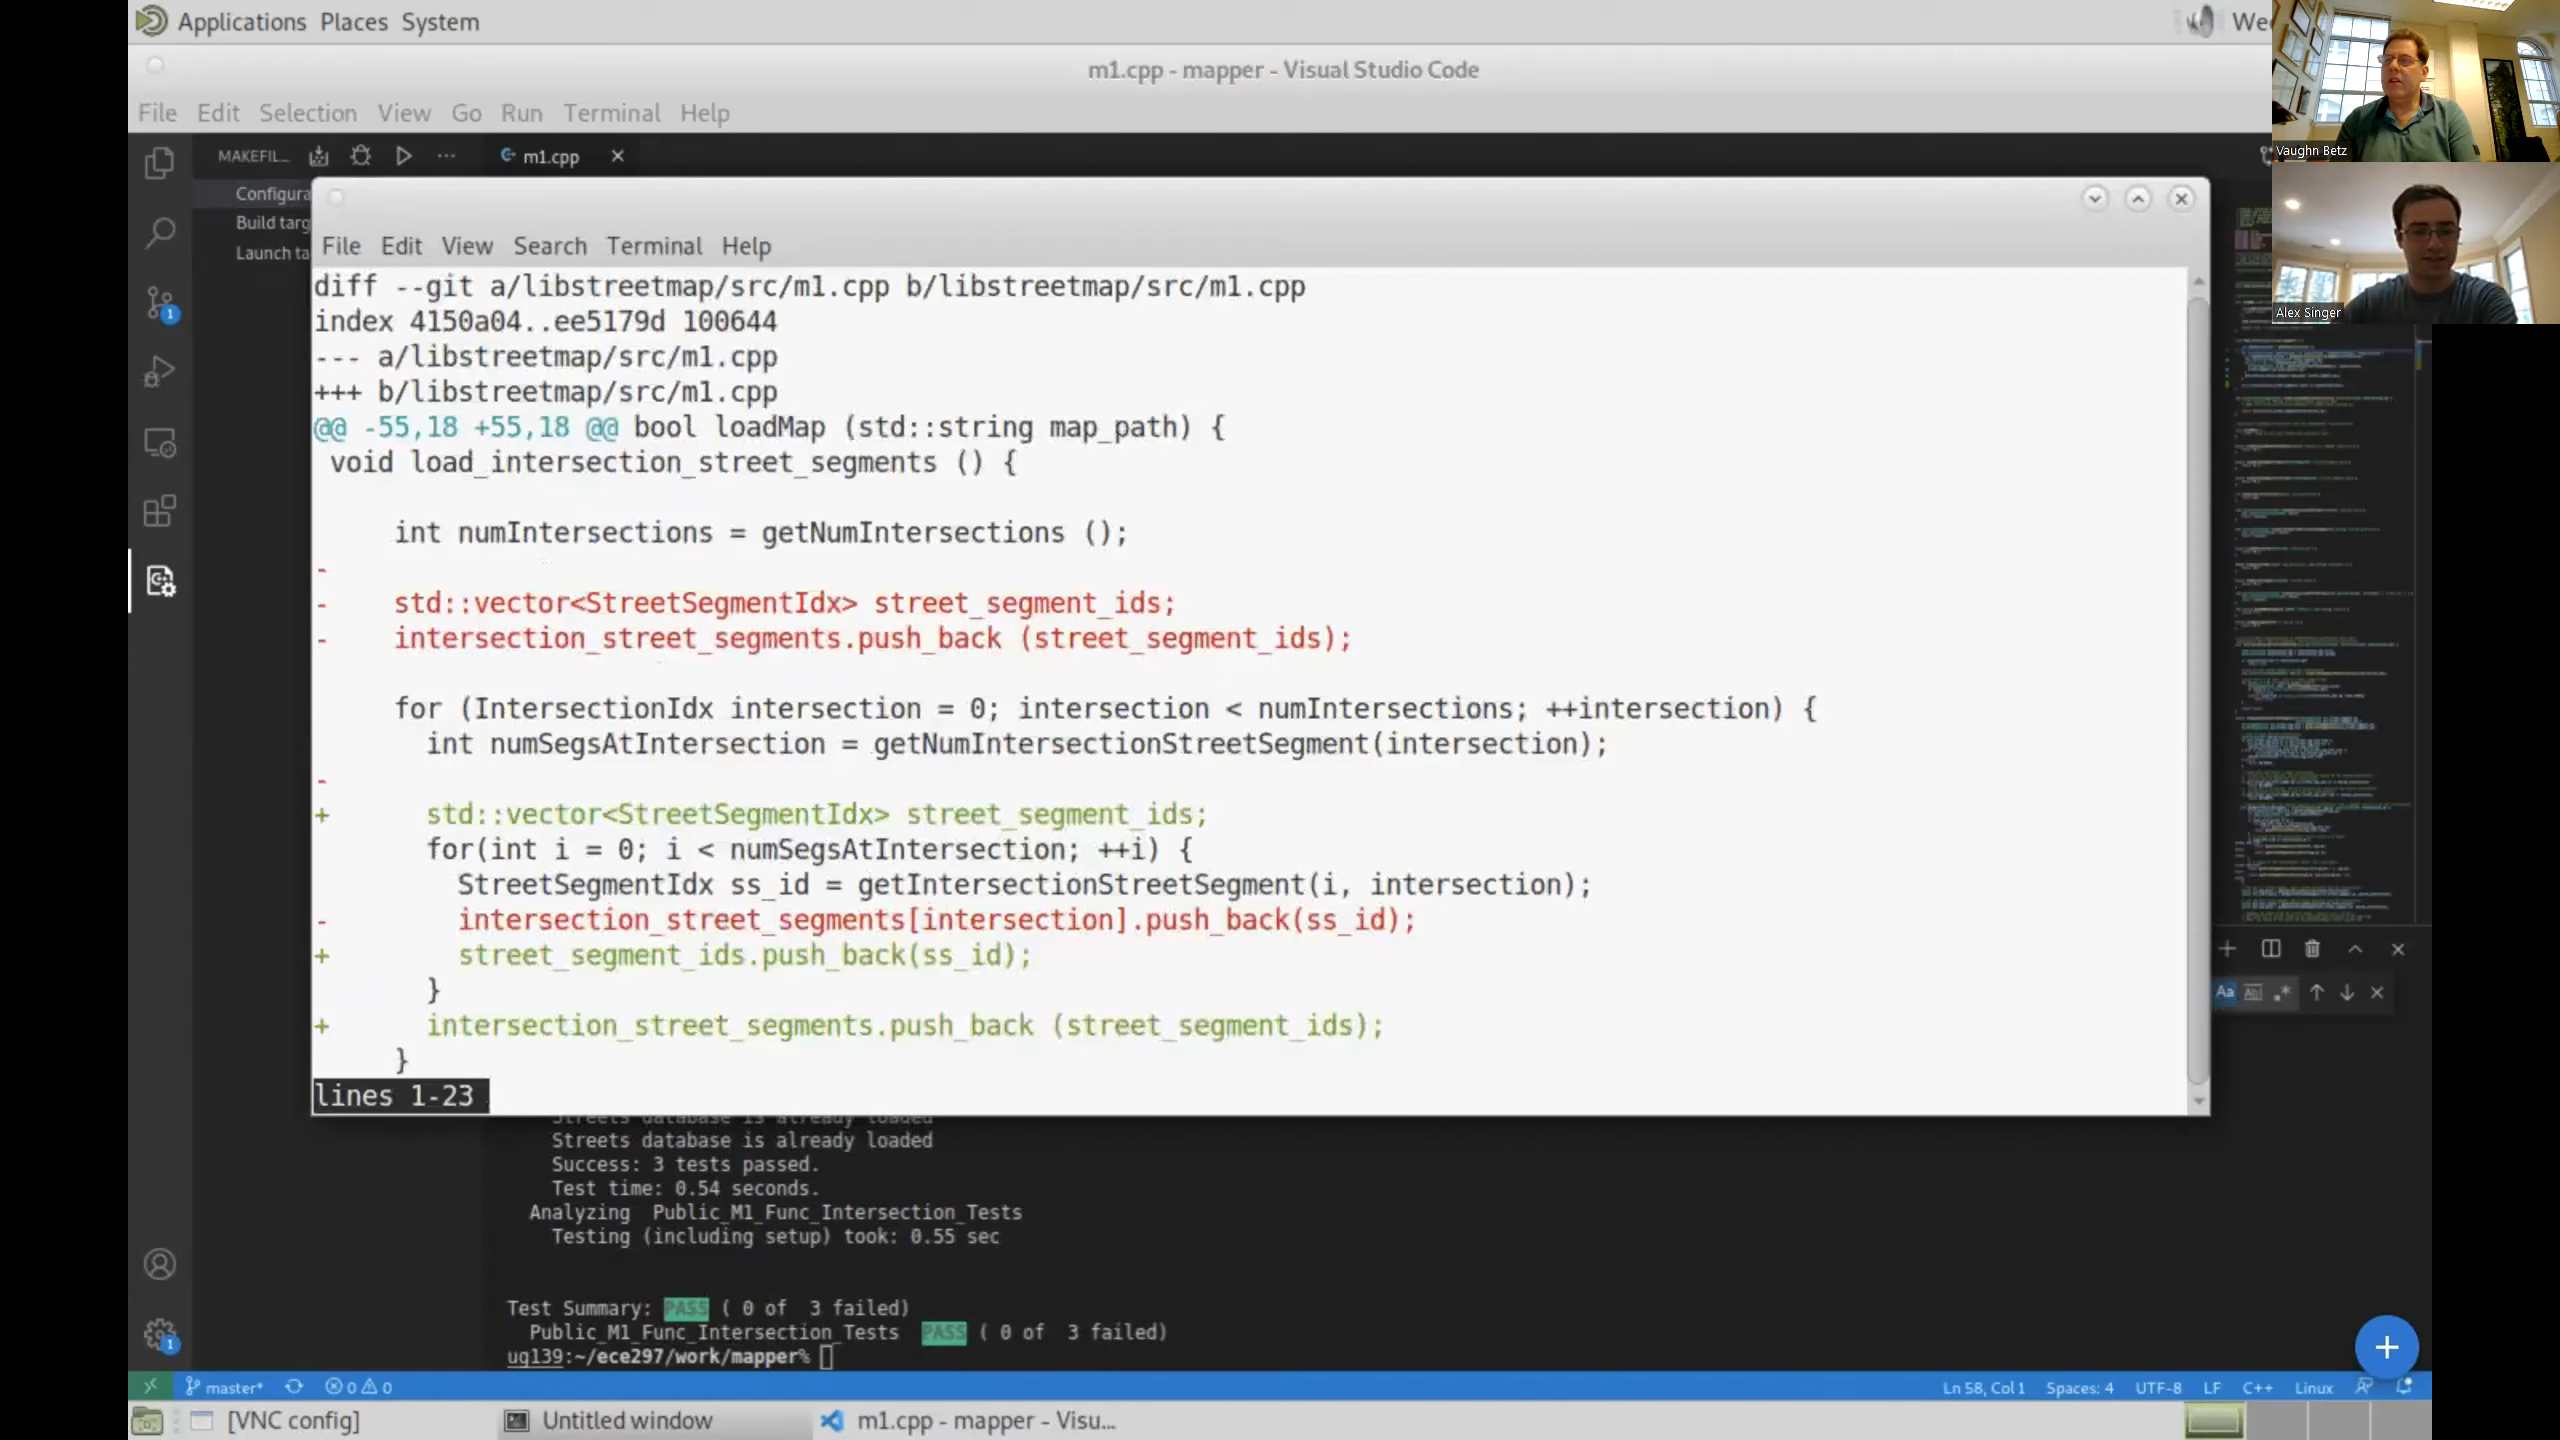 Applications Places System
We
m1.cpp - mapper - Visual Studio Code
File Edit Selection View Go Run Terminal Help
MAKEFIL...
m1.cpp
Vaughn Betz
Configura
Build targ
Launch ta
File Edit View Search Terminal Help
Alex Singer
diff --git a/libstreetmap/src/m1.cpp b/libstreetmap/src/m1.cpp
index 4150a04..ee5179d 100644
--- a/libstreetmap/src/m1.cpp
+++ b/libstreetmap/src/m1.cpp
@@ -55,18 +55,18 @@ bool loadMap (std::string map_path) {
void load_intersection_street_segments () {
int numIntersections = getNumIntersections ();
-
- std::vector<StreetSegmentIdx> street_segment_ids;
- intersection_street_segments.push_back (street_segment_ids);
for (IntersectionIdx intersection = 0; intersection < numIntersections; ++intersection) {
int numSegsAtIntersection = getNumIntersectionStreetSegment(intersection);
-
+ std::vector<StreetSegmentIdx> street_segment_ids;
for(int i = 0; i < numSegsAtIntersection; ++i) {
StreetSegmentIdx ss_id = getIntersectionStreetSegment(i, intersection);
- intersection_street_segments[intersection].push_back(ss_id);
+ street_segment_ids.push_back(ss_id);
}
+ intersection_street_segments.push_back (street_segment_ids);
}
lines 1-23
Streets database is already loaded
Streets database is already loaded
Success: 3 tests passed.
Test time: 0.54 seconds.
Analyzing Public_M1_Func_Intersection_Tests
Testing (including setup) took: 0.55 sec
Test Summary: PASS ( 0 of 3 failed)
Public_M1_Func_Intersection_Tests PASS ( 0 of 3 failed)
ug139:~/ece297/work/mapper%
master* 0 0 Ln 58, Col 1 Spaces: 4 UTF-8 LF C++ Linux
[VNC config] Untitled window m1.cpp - mapper - Visu...